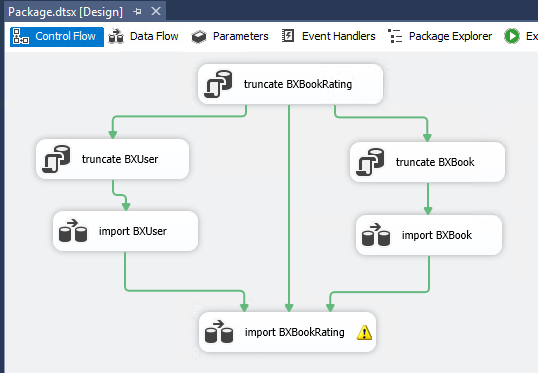 Package.dtsx [Design]
Control Flow Data Flow Parameters Event Handlers Package Explorer Ex
truncate BXBookRating
truncate BXUser
truncate BXBook
import BXUser
import BXBook
import BXBookRating